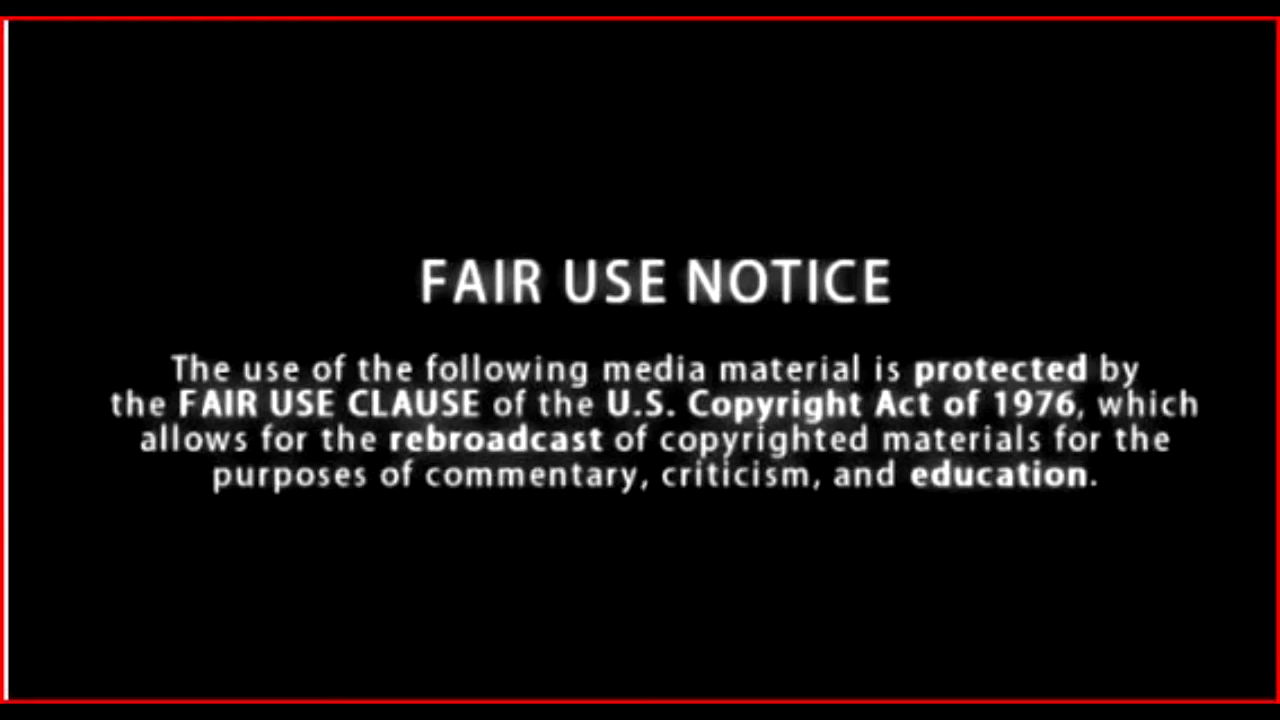 FAIR USE NOTICE
The use of the following media material is protected by
the FAIR USE CLAUSE of the U.S. Copyright Act of 1976, which
allows for the rebroadcast of copyrighted materials for the
purposes of commentary, criticism, and education.